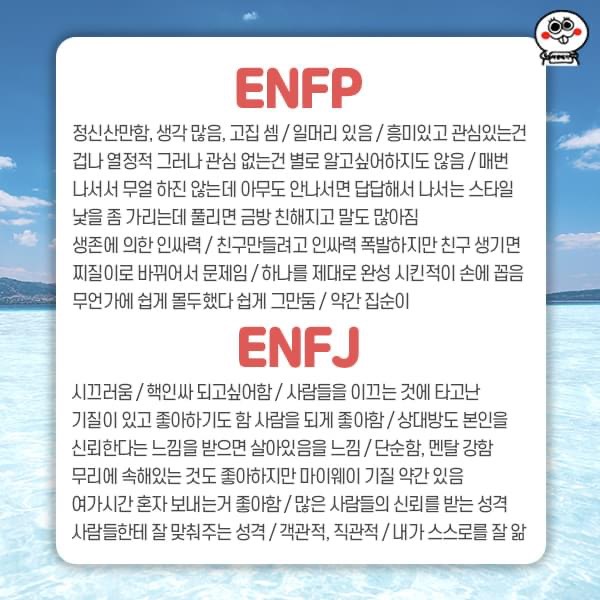 ENFP
정신산만함, 생각 많음, 고집 셈 / 일머리 있음 / 흥미있고 관심있는건
겁나 열정적 그러나 관심 없는건 별로 알고싶어하지도 않음 / 매번
나서서 무얼 하진 않는데 아무도 안나서면 답답해서 나서는 스타일
낯을 좀 가리는데 풀리면 금방 친해지고 말도 많아짐
생존에 의한 인싸력 / 친구만들려고 인싸력 폭발하지만 친구 생기면
찌질이로 바뀌어서 문제임 / 하나를 제대로 완성 시킨적이 손에 꼽음
무언가에 쉽게 몰두했다 쉽게 그만둠 / 약간 집순이
ENFJ
시끄러움 / 핵인싸 되고싶어함 / 사람들을 이끄는 것에 타고난
기질이 있고 좋아하기도 함 사람을 되게 좋아함 / 상대방도 본인을
신뢰한다는 느낌을 받으면 살아있음을 느낌 / 단순함, 멘탈 강함
무리에 속해있는 것도 좋아하지만 마이웨이 기질 약간 있음
여가시간 혼자 보내는거 좋아함 / 많은 사람들의 신뢰를 받는 성격
사람들한테 잘 맞춰주는 성격 / 객관적, 직관적 / 내가 스스로를 잘 앎